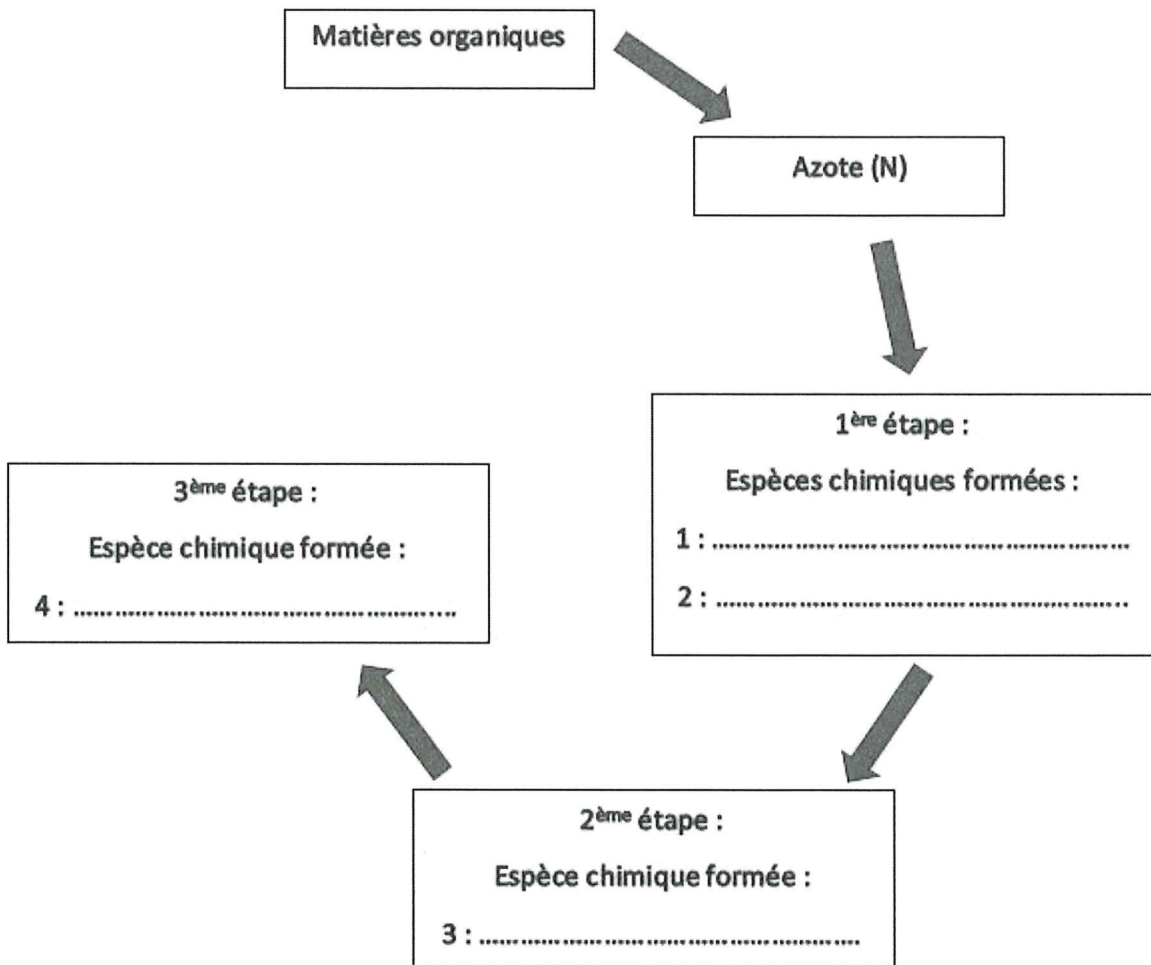 Matières organiques
Azote (N)
1ère étape :
Espèces chimiques formées :
1 : ................................................................
2 : ................................................................
2ème étape :
Espèce chimique formée :
3 : ................................................................
3ème étape :
Espèce chimique formée :
4 : ................................................................